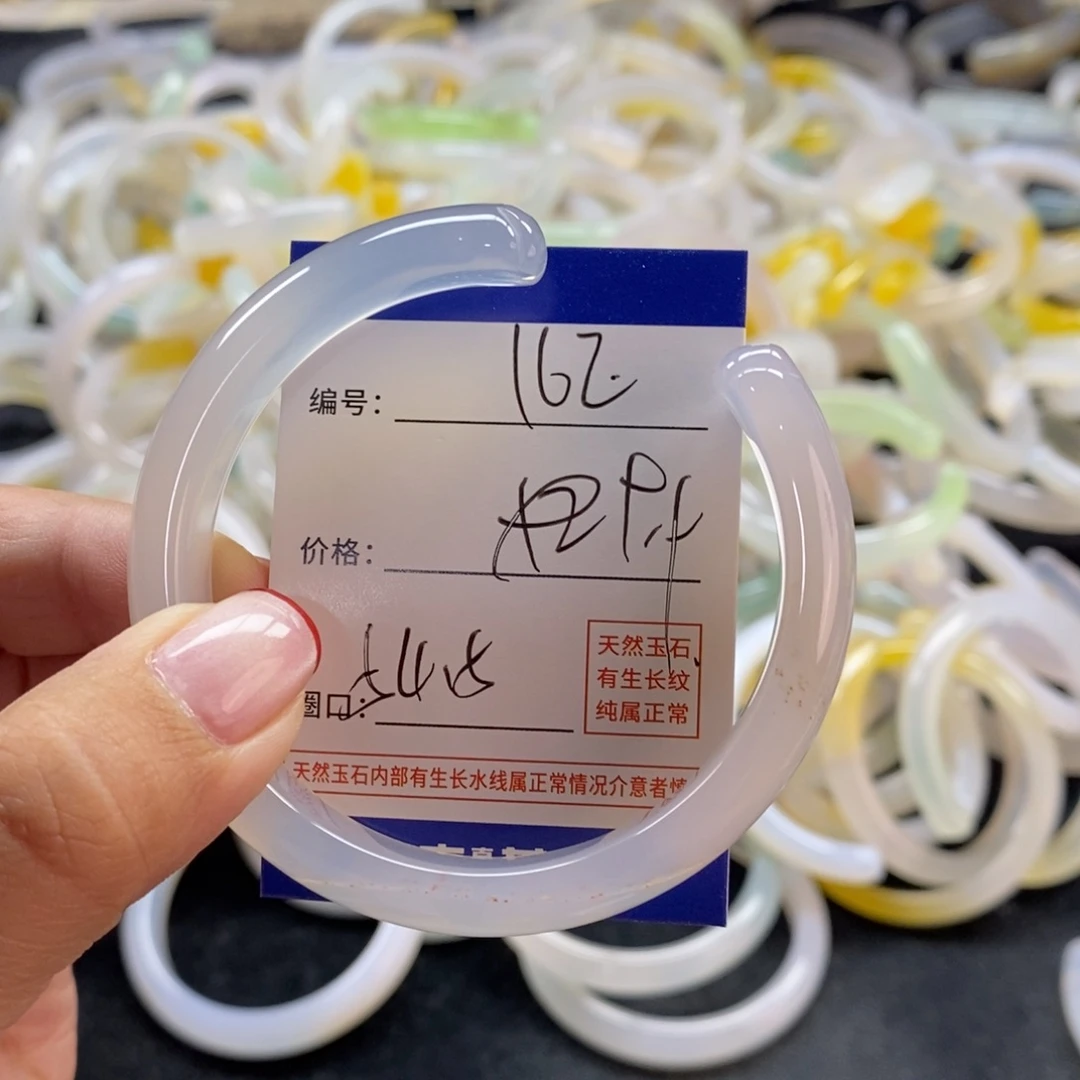 编号： 162
价格：
圈口：
天然玉石
有生长纹
纯属正常
天然玉石内部有生长水线属正常情况介意者慎